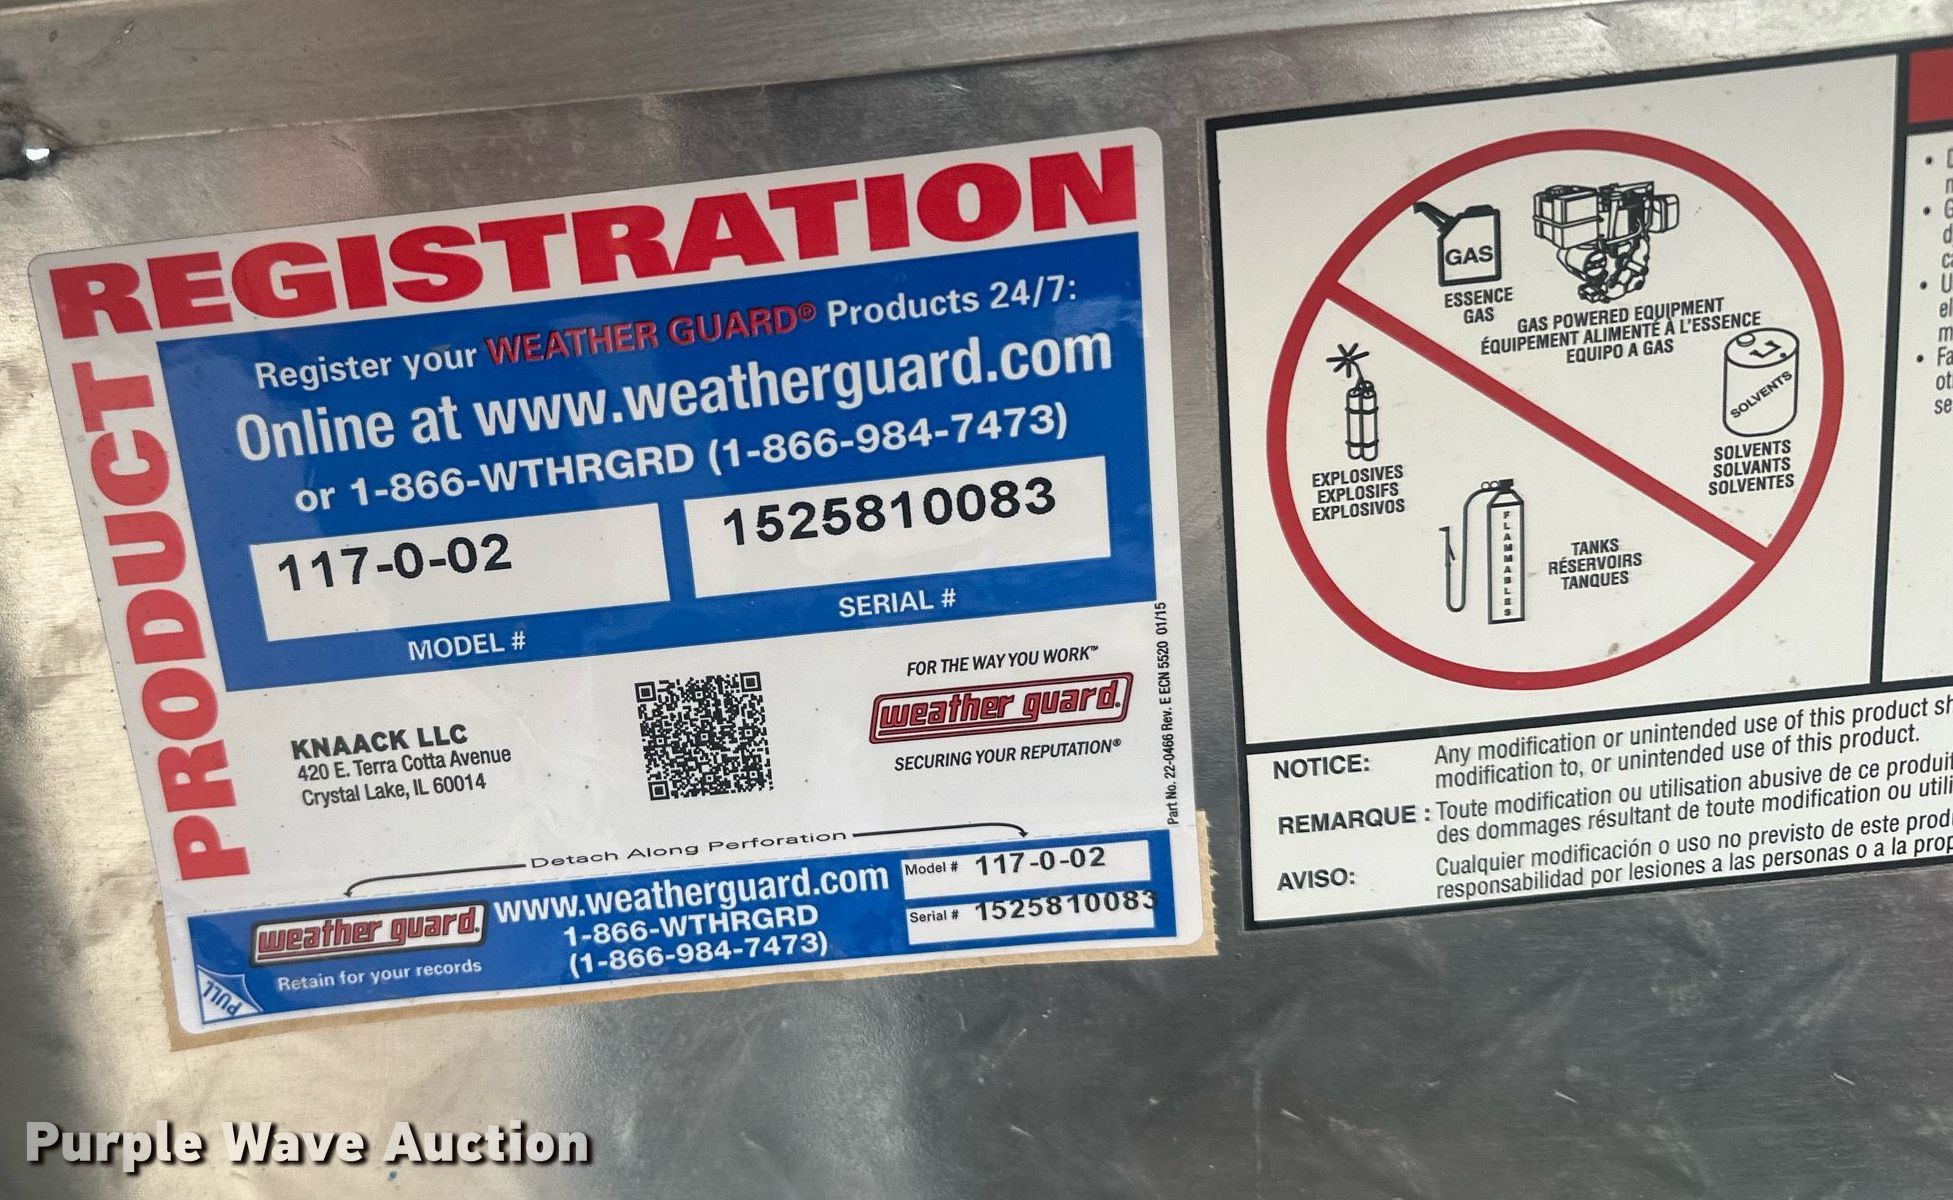 PRODUCT REGISTRATION
Register your WEATHER GUARD® Products 24/7:
Online at www.weatherguard.com
or 1-866-WTHRGRD (1-866-984-7473)
117-0-02
1525810083
MODEL #
SERIAL #
KNAACK LLC
420 E. Terra Cotta Avenue
Crystal Lake, IL 60014
FOR THE WAY YOU WORK™
weather guard.
SECURING YOUR REPUTATION®
Part No. 22-0466 Rev. E ECN 5520 01/15
Detach Along Perforation
weather guard.
Retain for your records
PULL
www.weatherguard.com
1-866-WTHRGRD
(1-866-984-7473)
Model # 117-0-02
Serial # 1525810083
GAS
ESSENCE
GAS
GAS POWERED EQUIPMENT
ÉQUIPEMENT ALIMENTÉ À L'ESSENCE
EQUIPO A GAS
EXPLOSIVES
EXPLOSIFS
EXPLOSIVOS
SOLVENTS
SOLVENTS
SOLVANTS
SOLVENTES
FLAMMABLES
TANKS
RÉSERVOIRS
TANQUES
NOTICE: Any modification or unintended use of this product sh
modification to, or unintended use of this product.
REMARQUE : Toute modification ou utilisation abusive de ce produit
des dommages résultant de toute modification ou utili
AVISO: Cualquier modificación o uso no previsto de este prod
responsabilidad por lesiones a las personas o a la prop
Purple Wave Auction